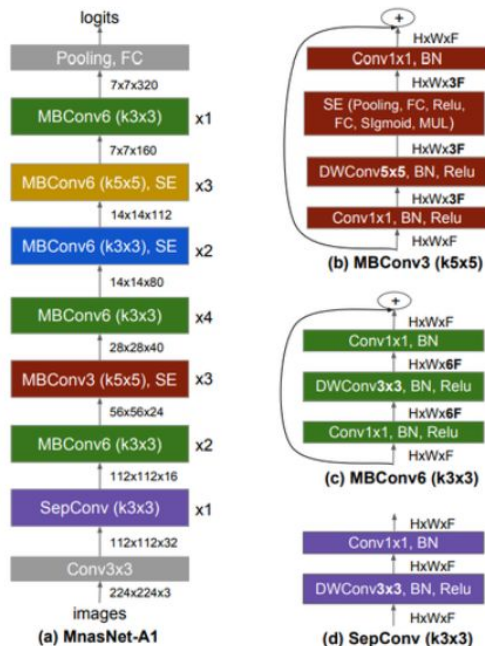 logits
Pooling, FC
7x7x320
MBConv6 (k3x3) x1
7x7x160
MBConv6 (k5x5), SE x3
14x14x112
MBConv6 (k3x3), SE x2
14x14x80
MBConv6 (k3x3) x4
28x28x40
MBConv3 (k5x5), SE x3
56x56x24
MBConv6 (k3x3) x2
112x112x16
SepConv (k3x3) x1
112x112x32
Conv3x3
224x224x3
images
(a) MnasNet-A1
+
HxWxF
Conv1x1, BN
HxWx3F
SE (Pooling, FC, Relu,
FC, SIgmoid, MUL)
HxWx3F
DWConv5x5, BN, Relu
HxWx3F
Conv1x1, BN, Relu
HxWxF
(b) MBConv3 (k5x5)
+
HxWxF
Conv1x1, BN
HxWx6F
DWConv3x3, BN, Relu
HxWx6F
Conv1x1, BN, Relu
HxWxF
(c) MBConv6 (k3x3)
HxWxF
Conv1x1, BN
HxWxF
DWConv3x3, BN, Relu
HxWxF
(d) SepConv (k3x3)